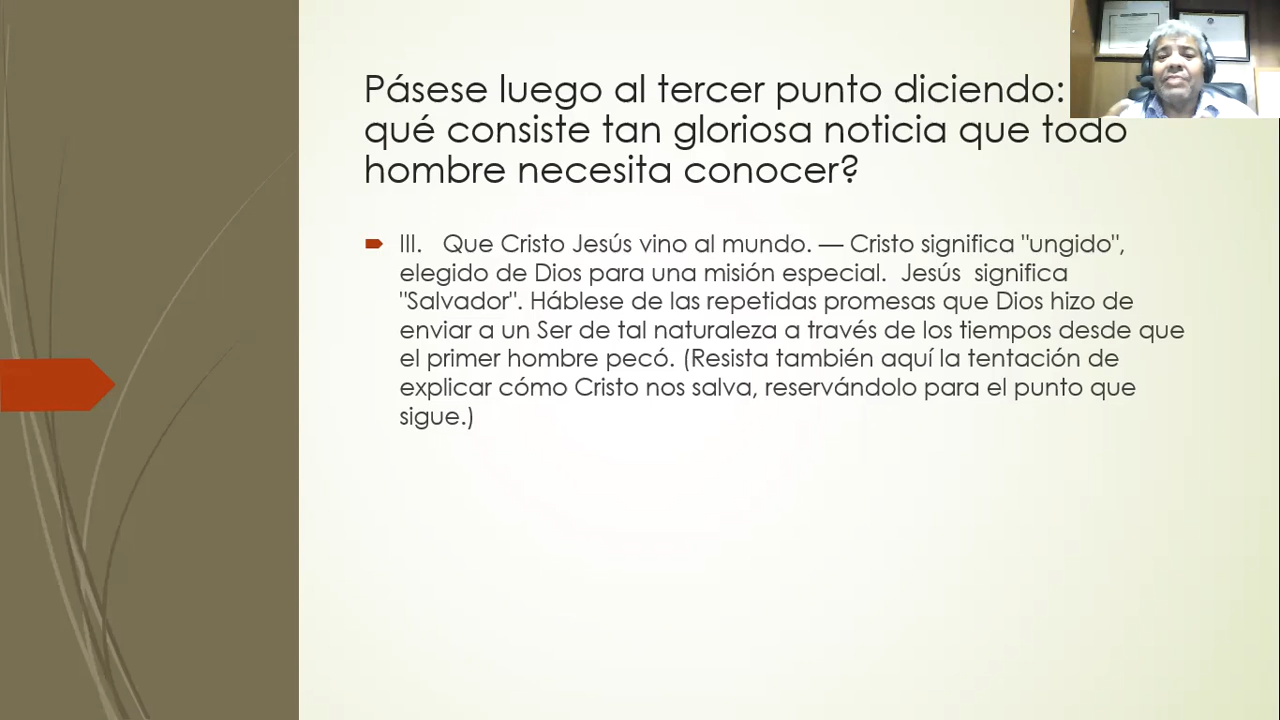 Pásese luego al tercer punto diciendo:
qué consiste tan gloriosa noticia que todo
hombre necesita conocer?
III. Que Cristo Jesús vino al mundo. — Cristo significa "ungido",
elegido de Dios para una misión especial. Jesús significa
"Salvador". Háblese de las repetidas promesas que Dios hizo de
enviar a un Ser de tal naturaleza a través de los tiempos desde que
el primer hombre pecó. (Resista también aquí la tentación de
explicar cómo Cristo nos salva, reservándolo para el punto que
sigue.)